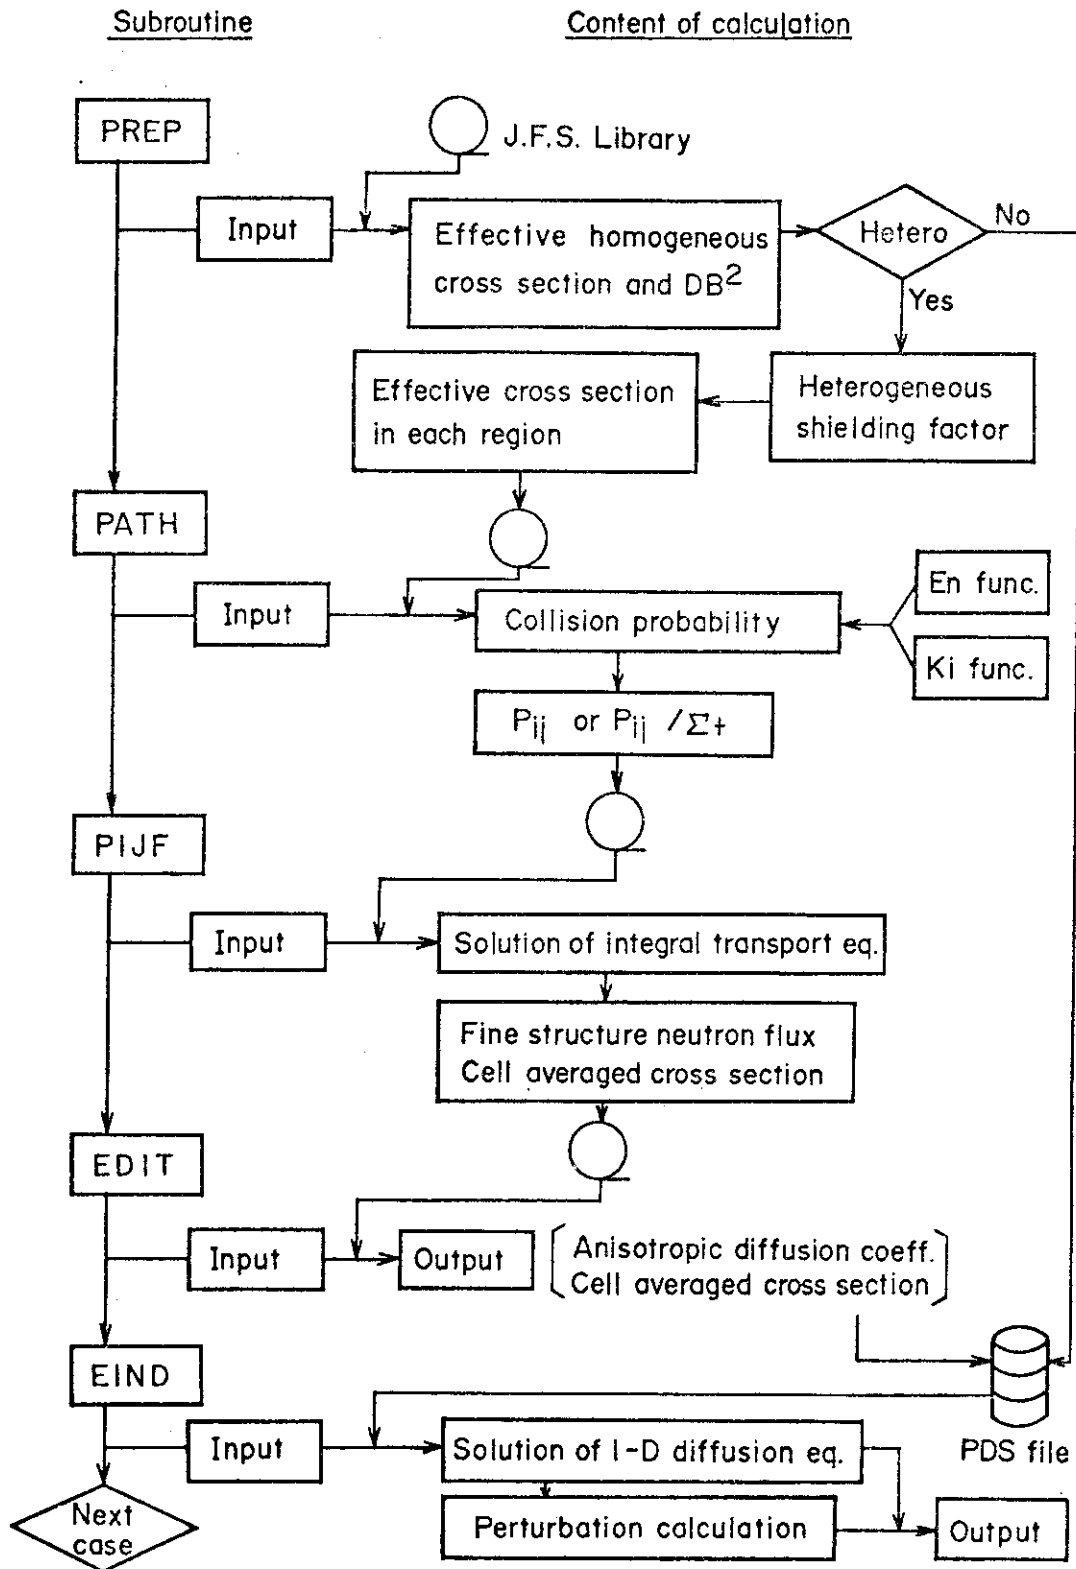 Subroutine
Content of calculation
PREP
J.F.S. Library
Input
Effective homogeneous
cross section and DB²
Hetero
No
Yes
Effective cross section
in each region
Heterogeneous
shielding factor
PATH
Input
Collision probability
En func.
Ki func.
Pij or Pij /Σt
PIJF
Input
Solution of integral transport eq.
Fine structure neutron flux
Cell averaged cross section
EDIT
Input
Output
Anisotropic diffusion coeff.
Cell averaged cross section
EIND
Input
Solution of 1-D diffusion eq.
PDS file
Next
case
Perturbation calculation
Output